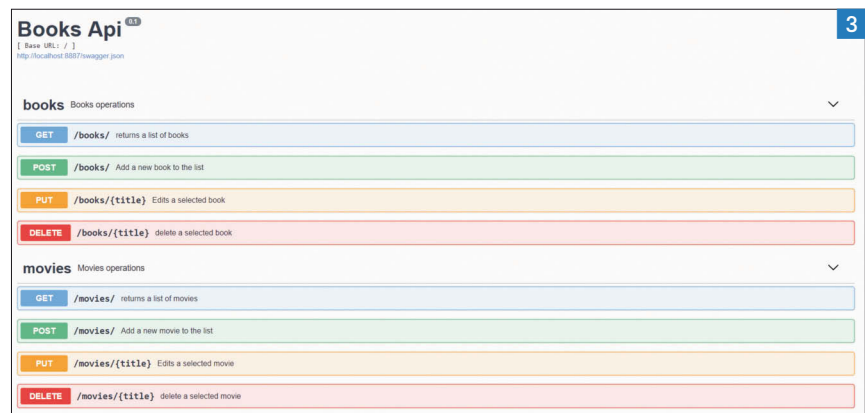 Books Api 0.1
3
[ Base URL: / ]
http://localhost:8887/swagger.json
books Books operations
GET /books/ returns a list of books
POST /books/ Add a new book to the list
PUT /books/{title} Edits a selected book
DELETE /books/{title} delete a selected book
movies Movies operations
GET /movies/ returns a list of movies
POST /movies/ Add a new movie to the list
PUT /movies/{title} Edits a selected movie
DELETE /movies/{title} delete a selected movie